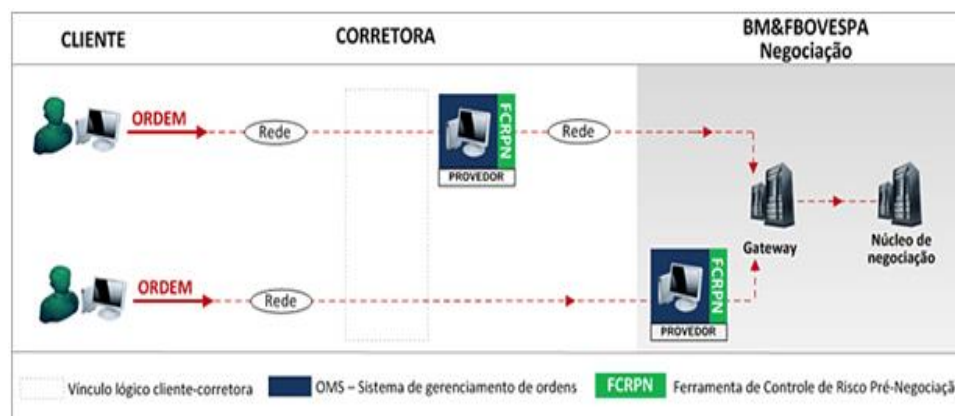 CLIENTE
CORRETORA
BM&FBOVESPA
Negociação
ORDEM
Rede
FCRPN
PROVEDOR
Rede
Gateway
Núcleo de
negociação
ORDEM
Rede
FCRPN
PROVEDOR
Vínculo lógico cliente-corretora
OMS – Sistema de gerenciamento de ordens
FCRPN
Ferramenta de Controle de Risco Pré-Negociaçã